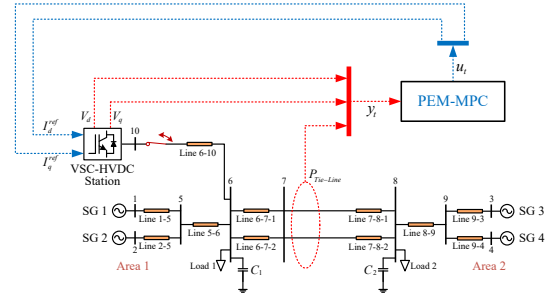 u_t
PEM-MPC
y_t
V_d
V_q
I_d^ref
I_q^ref
10
Line 6-10
VSC-HVDC
Station
P_Tie-Line
6
7
8
1
5
9
3
SG 1
Line 1-5
Line 6-7-1
Line 7-8-1
Line 9-3
SG 3
Line 5-6
Line 8-9
SG 2
Line 2-5
Line 6-7-2
Line 7-8-2
Line 9-4
SG 4
2
4
Area 1
Load 1
C_1
C_2
Load 2
Area 2